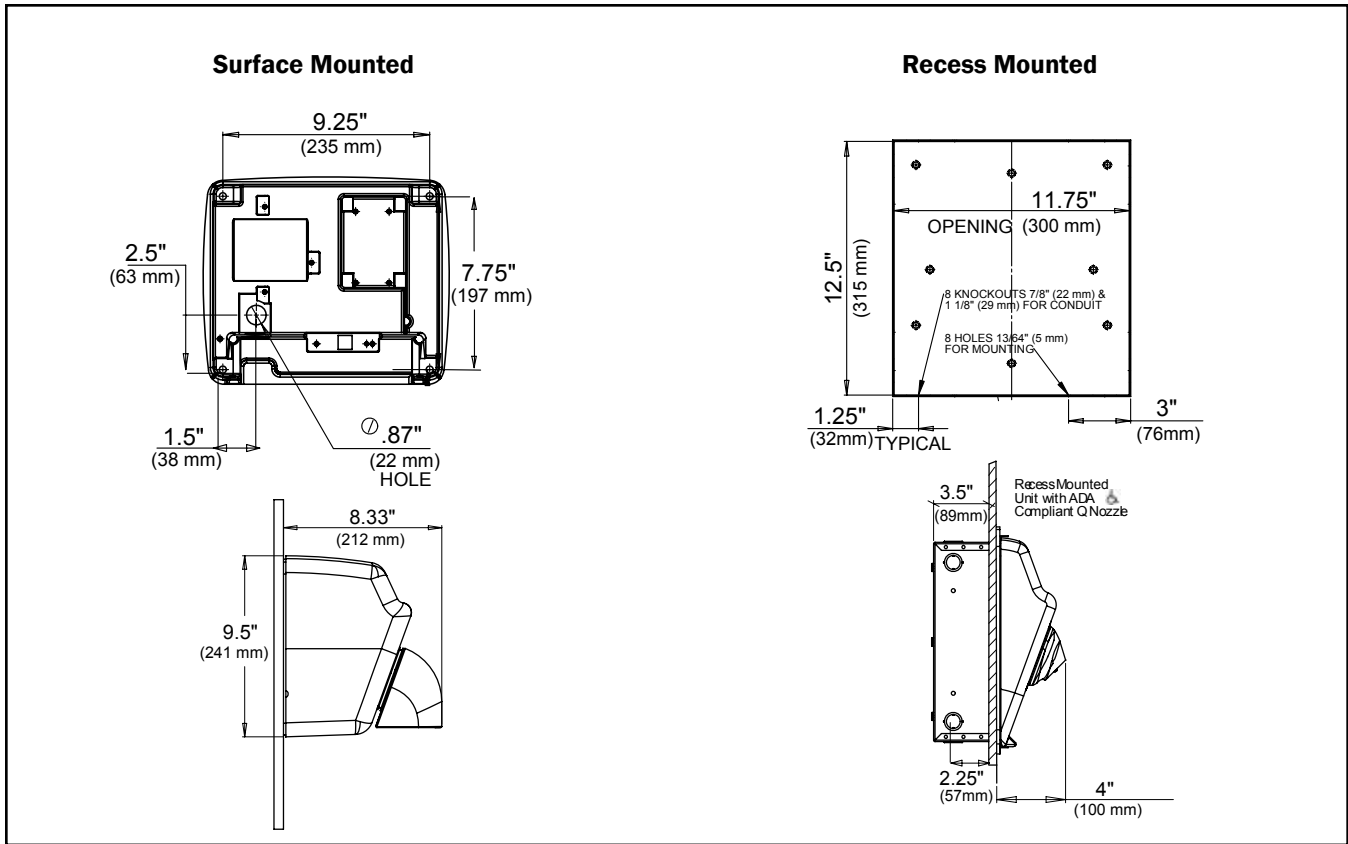 Surface Mounted
9.25"
(235 mm)
2.5"
(63 mm)
7.75"
(197 mm)
1.5"
(38 mm)
.87"
(22 mm)
HOLE
8.33"
(212 mm)
9.5"
(241 mm)
Recess Mounted
11.75"
OPENING (300 mm)
12.5"
(315 mm)
8 KNOCKOUTS 7/8" (22 mm) &
1 1/8" (29 mm) FOR CONDUIT
8 HOLES 13/64" (5 mm)
FOR MOUNTING
1.25"
(32mm) TYPICAL
3"
(76mm)
3.5"
(89mm)
Recess Mounted
Unit with ADA
Compliant Q Nozzle
2.25"
(57mm)
4"
(100 mm)